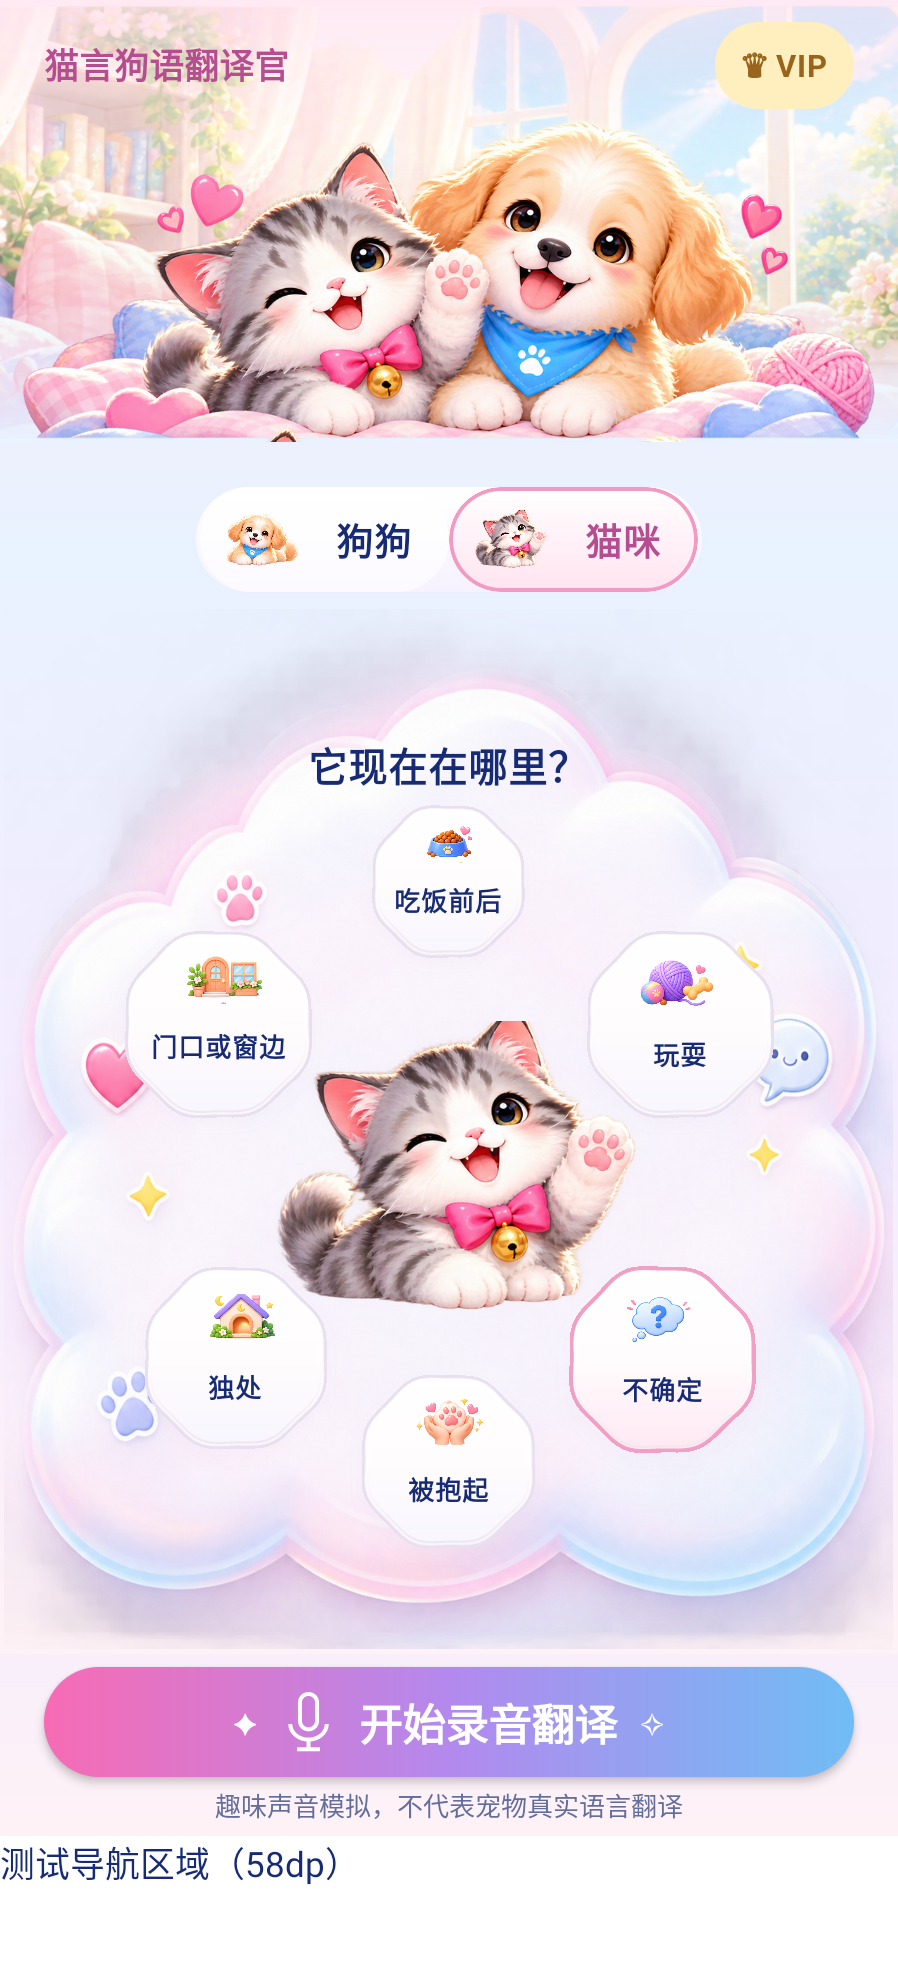 猫言狗语翻译官
VIP
狗狗
猫咪
它现在在哪里?
吃饭前后
门口或窗边
玩耍
独处
不确定
被抱起
开始录音翻译
趣味声音模拟，不代表宠物真实语言翻译
测试导航区域（58dp）